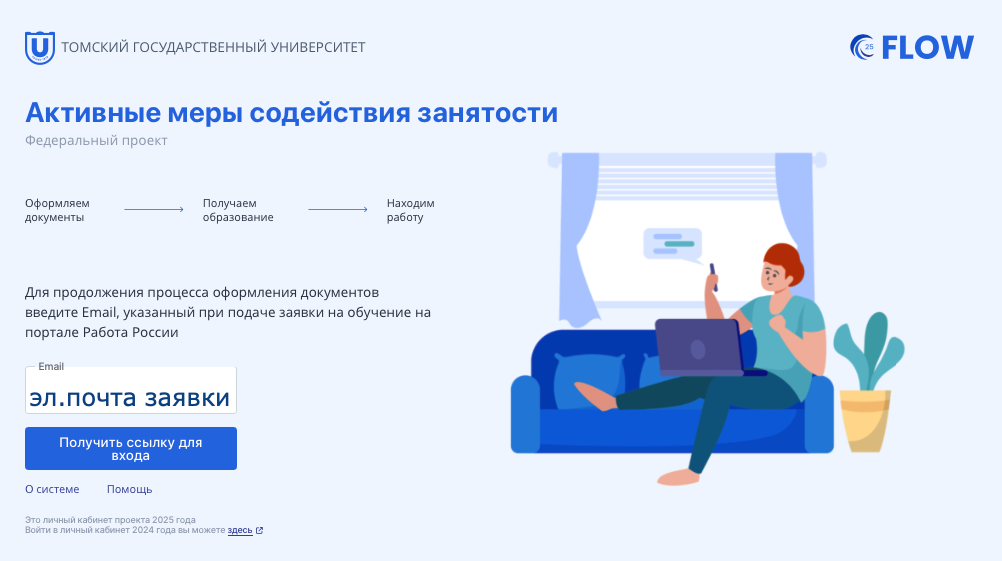 ТОМСКИЙ ГОСУДАРСТВЕННЫЙ УНИВЕРСИТЕТ
25 FLOW
Активные меры содействия занятости
Федеральный проект
Оформляем
документы
Получаем
образование
Находим
работу
Для продолжения процесса оформления документов
введите Email, указанный при подаче заявки на обучение на
портале Работа России
Email
эл.почта заявки
Получить ссылку для
входа
О системе Помощь
Это личный кабинет проекта 2025 года
Войти в личный кабинет 2024 года вы можете здесь